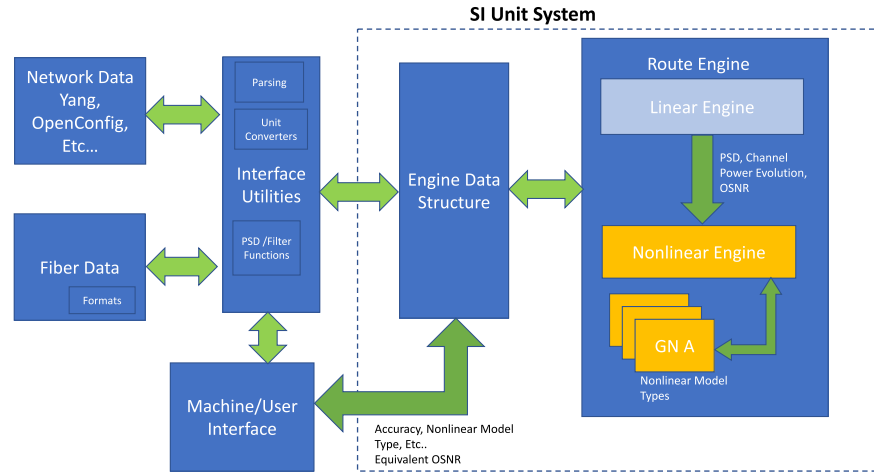 SI Unit System
Network Data
Yang,
OpenConfig,
Etc...
Fiber Data
Formats
Parsing
Unit
Converters
Interface
Utilities
PSD /Filter
Functions
Machine/User
Interface
Engine Data
Structure
Accuracy, Nonlinear Model
Type, Etc..
Equivalent OSNR
Route Engine
Linear Engine
PSD, Channel
Power Evolution,
OSNR
Nonlinear Engine
GN A
Nonlinear Model
Types